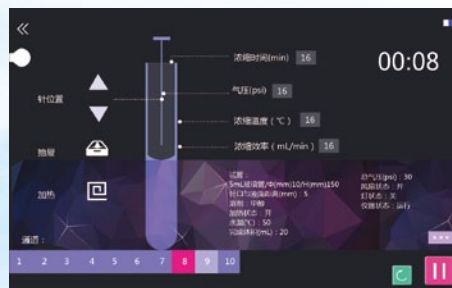 浓缩时间(min) 16
00:08
气压(psi) 16
针位置
浓缩温度（℃） 16
浓缩效率（mL/min） 16
抽屉
试管：
5mL玻璃管/Φ(mm)10/H(mm)150
针口与液面距离(mm)：5
溶剂：甲醇
加热状态：开
水温(℃)：50
完成体积(mL)：20
总气压(psi)：30
风扇状态：开
灯状态：关
仪器状态：运行
加热
通道：
1 2 3 4 5 6 7 8 9 10